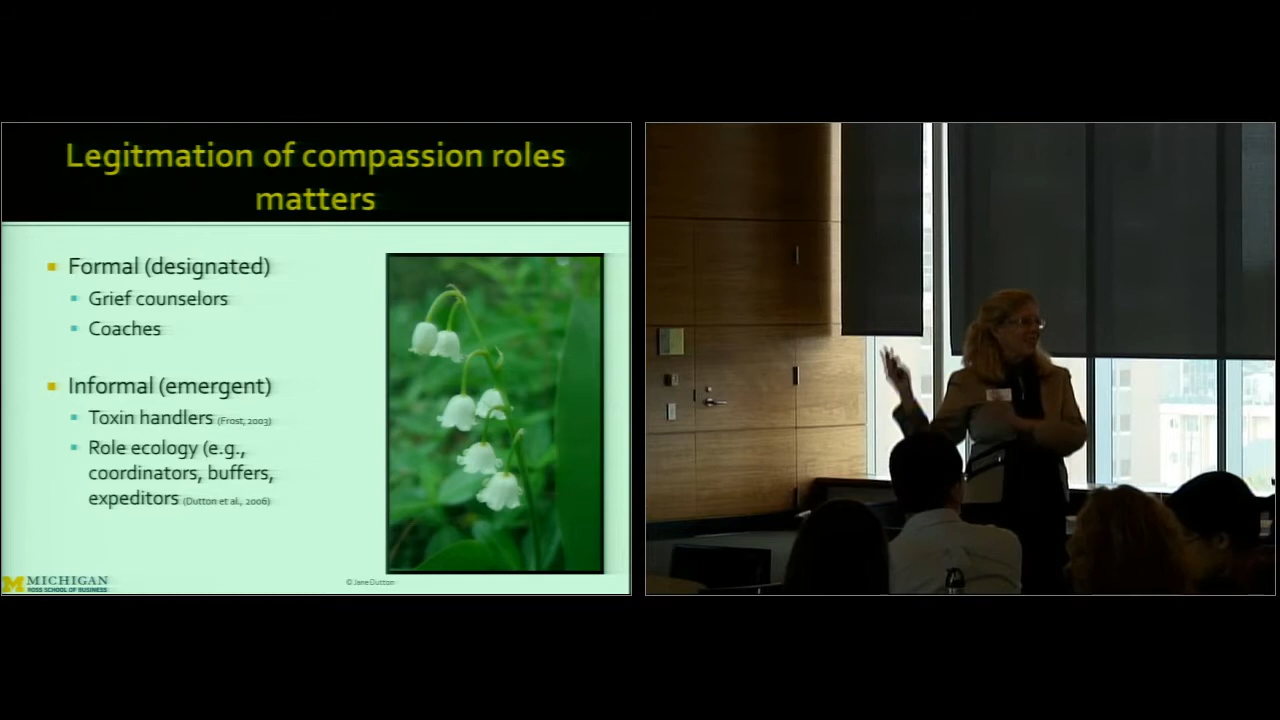 Legitmation of compassion roles
matters
Formal (designated)
Grief counselors
Coaches
Informal (emergent)
Toxin handlers (Frost, 2003)
Role ecology (e.g.,
coordinators, buffers,
expeditors (Dutton et al., 2006)
M MICHIGAN
ROSS SCHOOL OF BUSINESS
© Jane Dutton